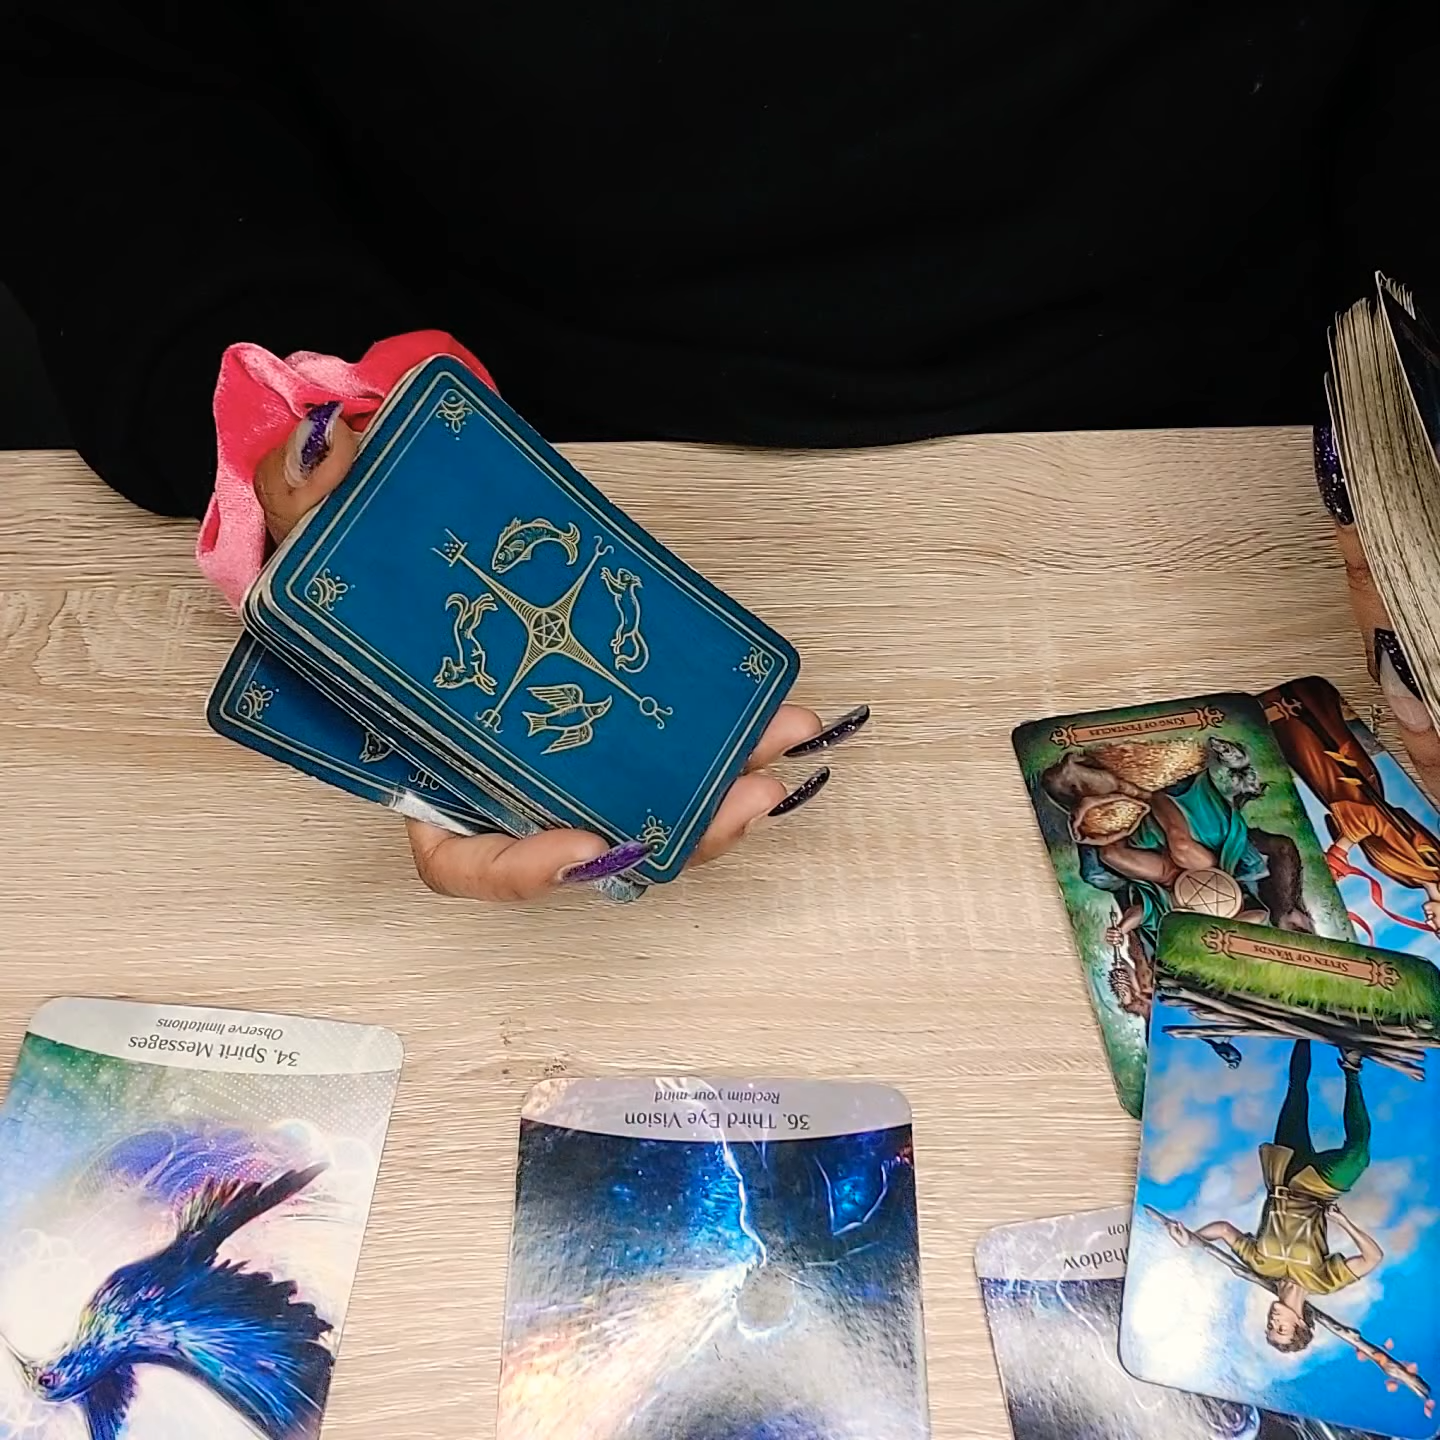 KING OF PENTACLES
SEVEN OF WANDS
34. Spirit Messages
Observe limitations
36. Third Eye Vision
Reclaim your mind